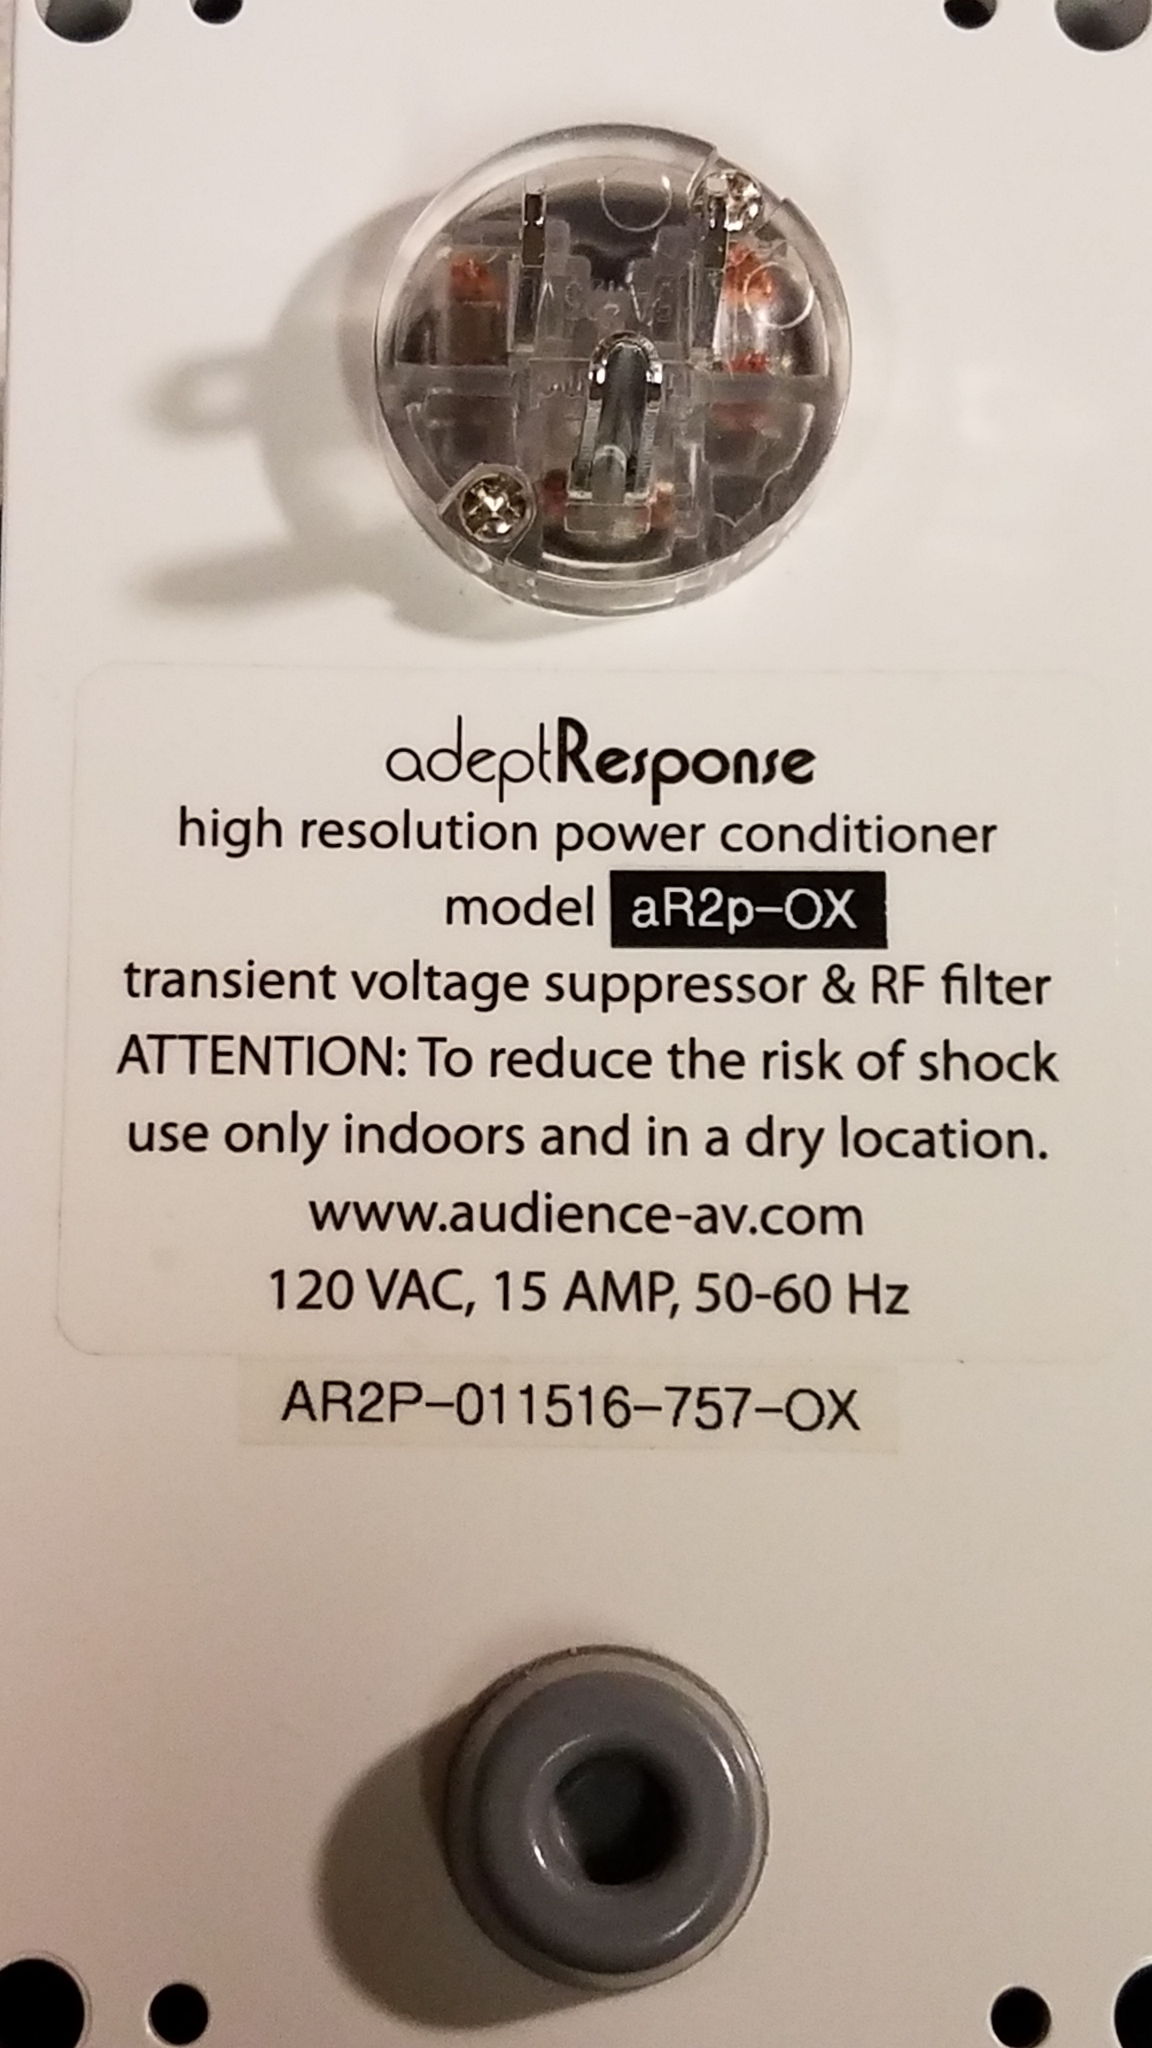 adeptResponse
high resolution power conditioner
model aR2p-OX
transient voltage suppressor & RF filter
ATTENTION: To reduce the risk of shock
use only indoors and in a dry location.
www.audience-av.com
120 VAC, 15 AMP, 50-60 Hz
AR2P-011516-757-OX